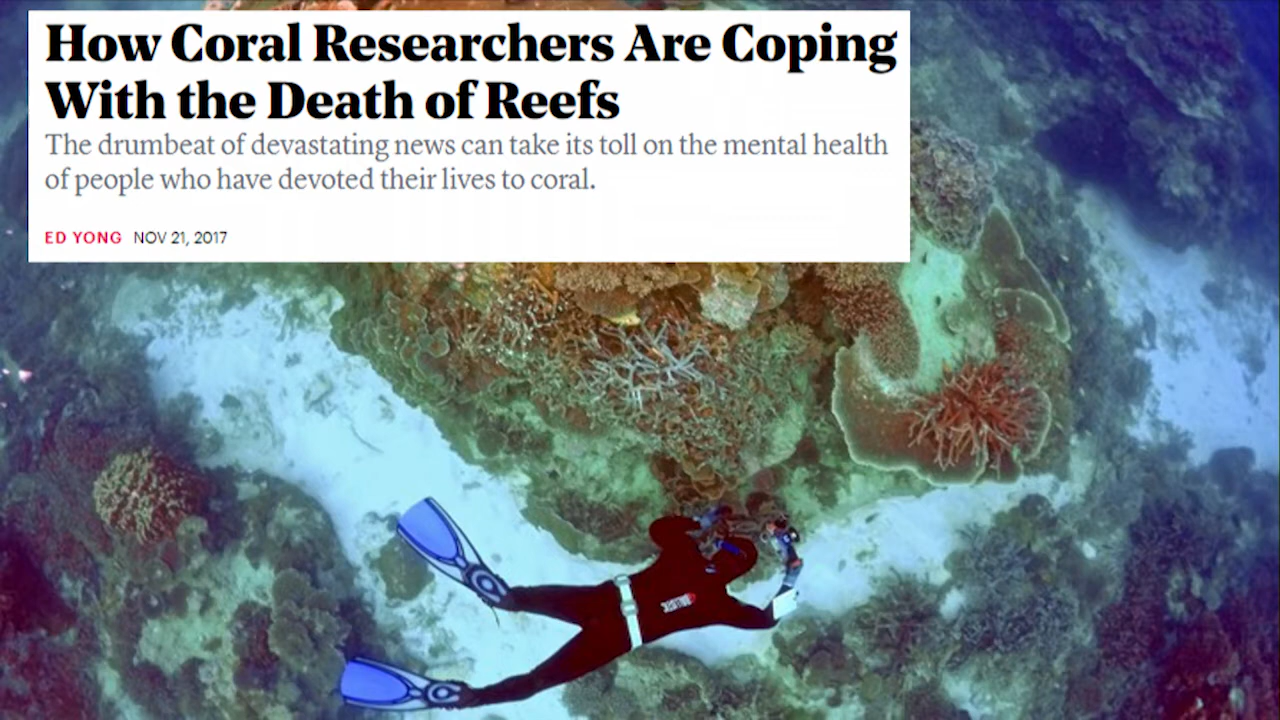 How Coral Researchers Are Coping
With the Death of Reefs
The drumbeat of devastating news can take its toll on the mental health
of people who have devoted their lives to coral.
ED YONG NOV 21, 2017